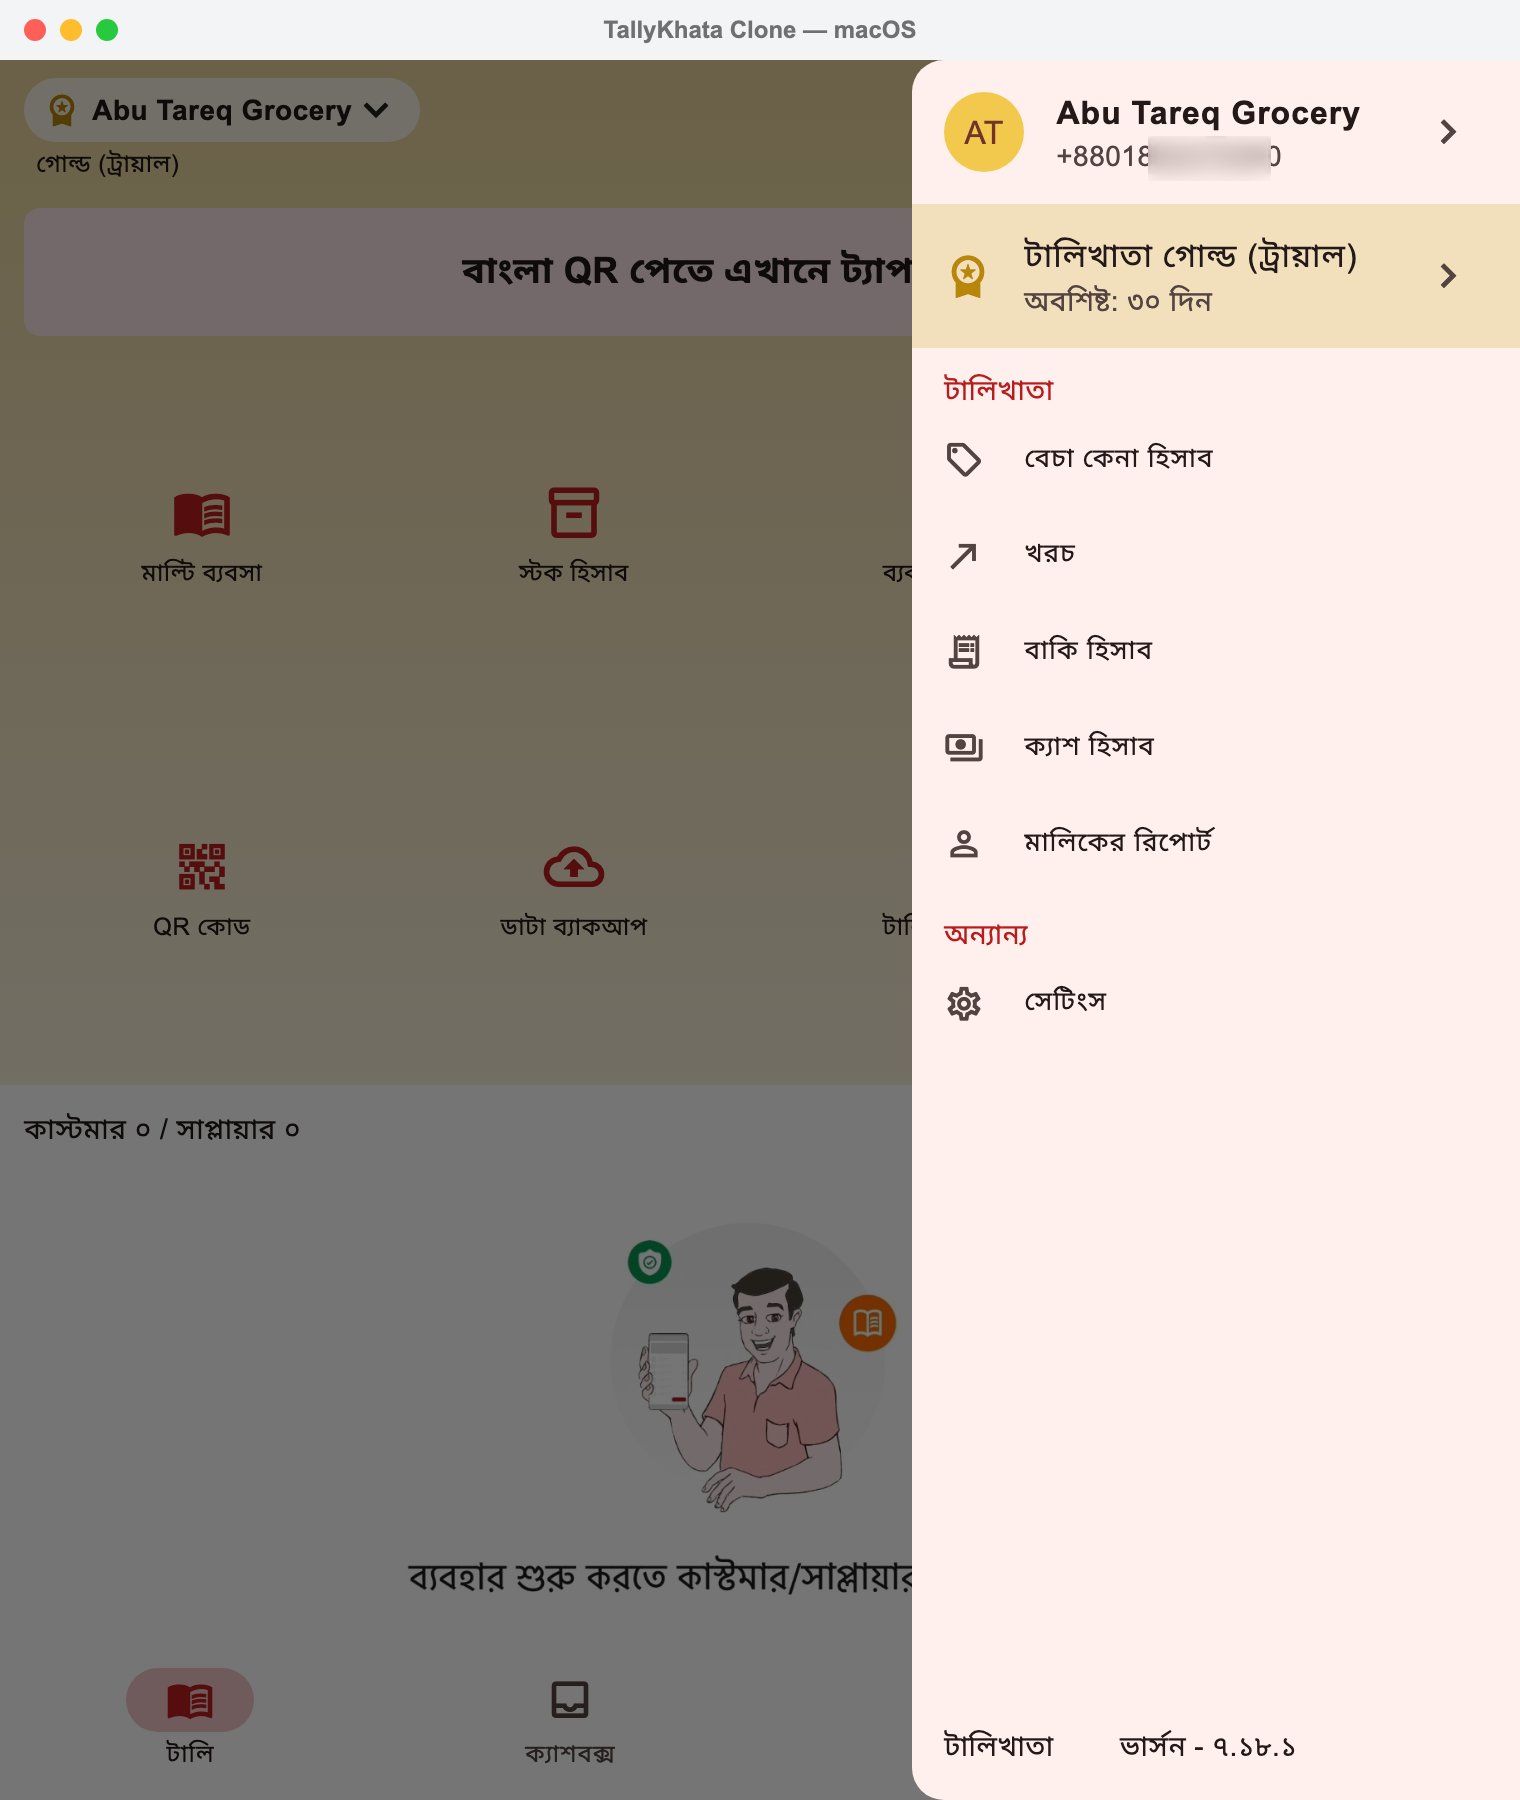 TallyKhata Clone — macOS
Abu Tareq Grocery
গোল্ড (ট্রায়াল)
বাংলা QR পেতে এখানে ট্যাপ
মাল্টি ব্যবসা
স্টক হিসাব
QR কোড
ডাটা ব্যাকআপ
কাস্টমার ০ / সাপ্লায়ার ০
ব্যবহার শুরু করতে কাস্টমার/সাপ্লায়ার
টালি
ক্যাশবক্স
AT
Abu Tareq Grocery
+88018
টালিখাতা গোল্ড (ট্রায়াল)
অবশিষ্ট: ৩০ দিন
টালিখাতা
বেচা কেনা হিসাব
খরচ
বাকি হিসাব
ক্যাশ হিসাব
মালিকের রিপোর্ট
অন্যান্য
সেটিংস
টালিখাতা ভার্সন - ৭.১৮.১